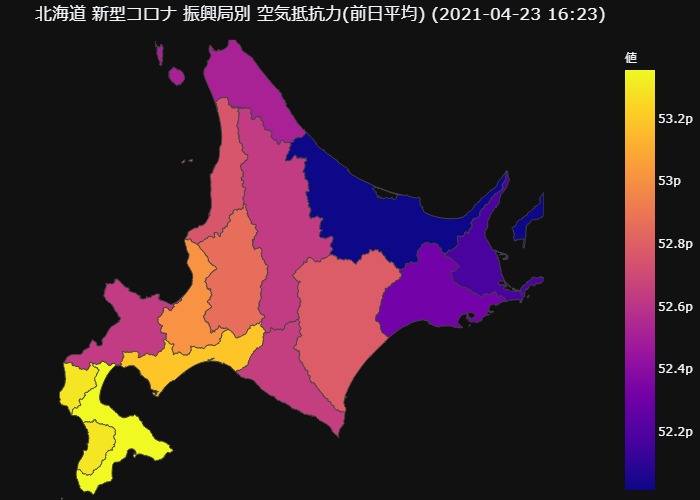 北海道 新型コロナ 振興局別 空気抵抗力(前日平均) (2021-04-23 16:23)
値
53.2p
53p
52.8p
52.6p
52.4p
52.2p